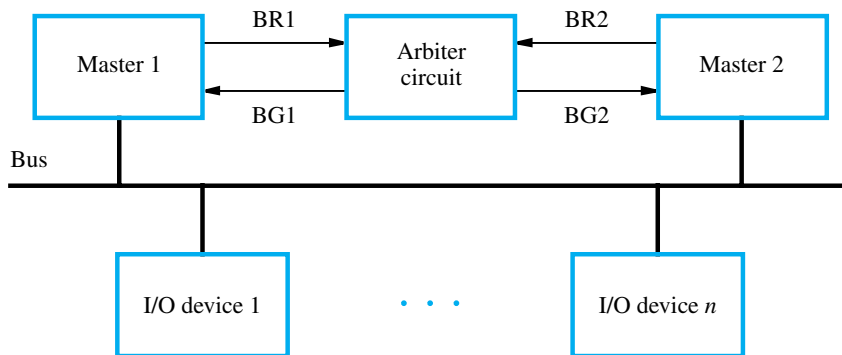 BR1
BR2
Master 1
Arbiter
circuit
Master 2
BG1
BG2
Bus
I/O device 1
. . .
I/O device n